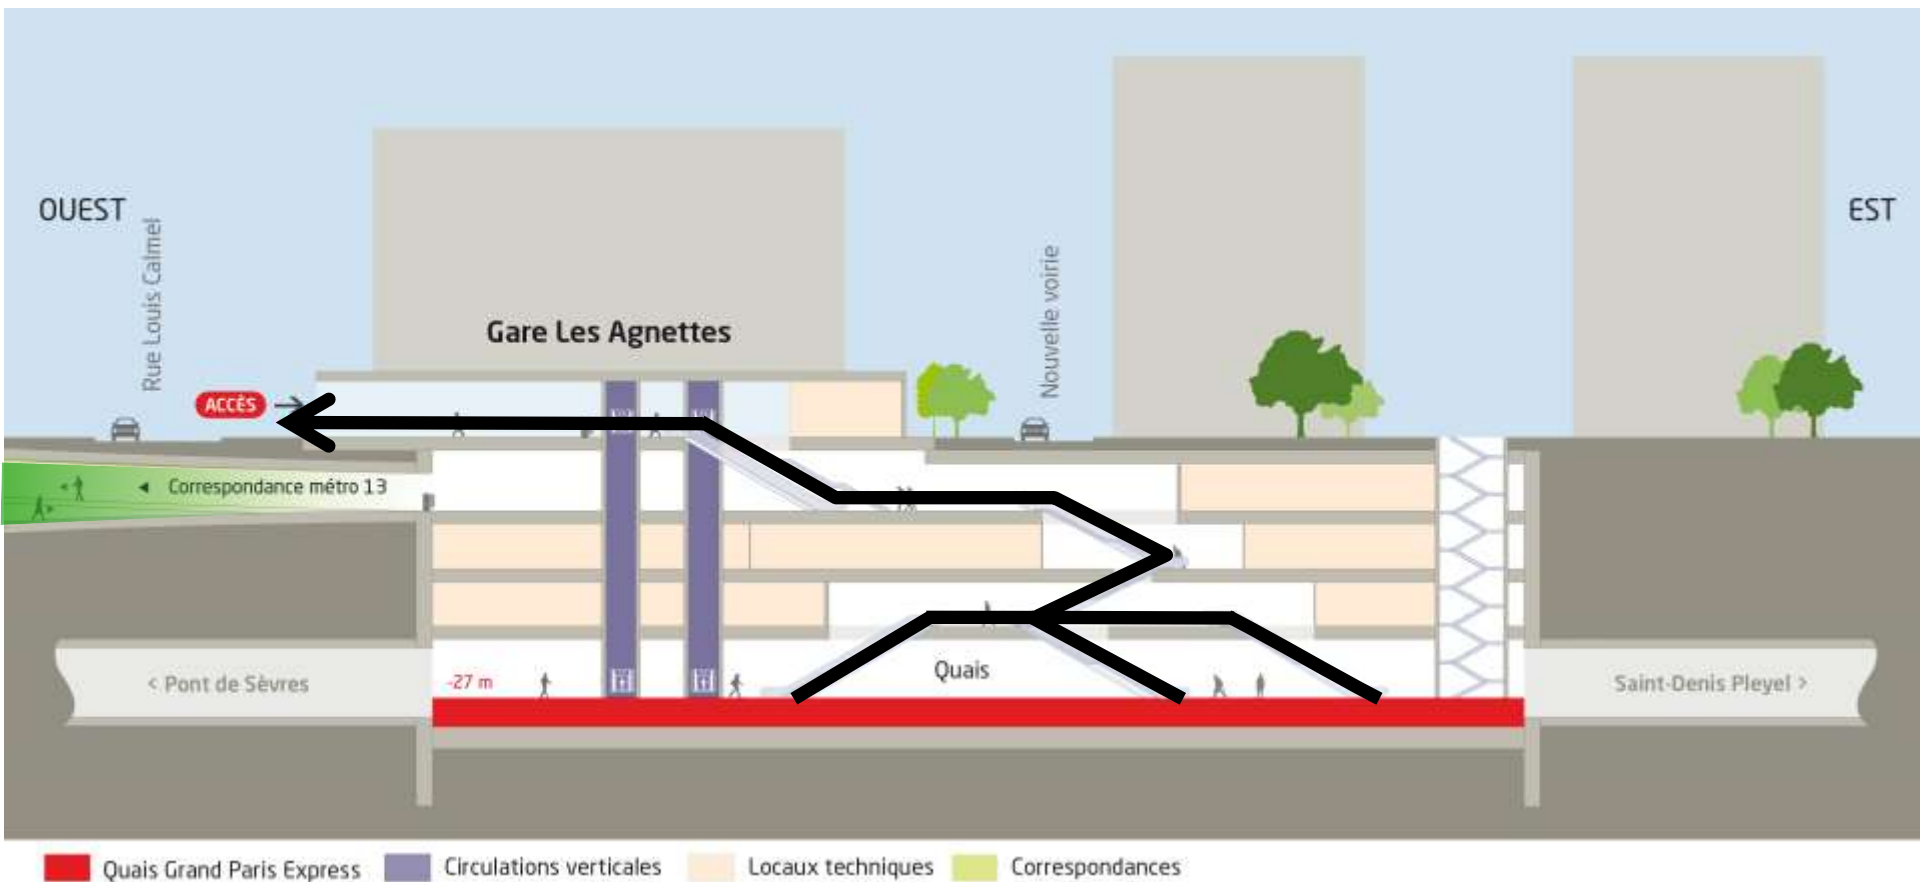 OUEST
EST
Rue Louis Calmel
Nouvelle voirie
Gare Les Agnettes
ACCÈS
Correspondance métro 13
Quais
< Pont de Sèvres
-27 m
Saint-Denis Pleyel >
Quais Grand Paris Express
Circulations verticales
Locaux techniques
Correspondances